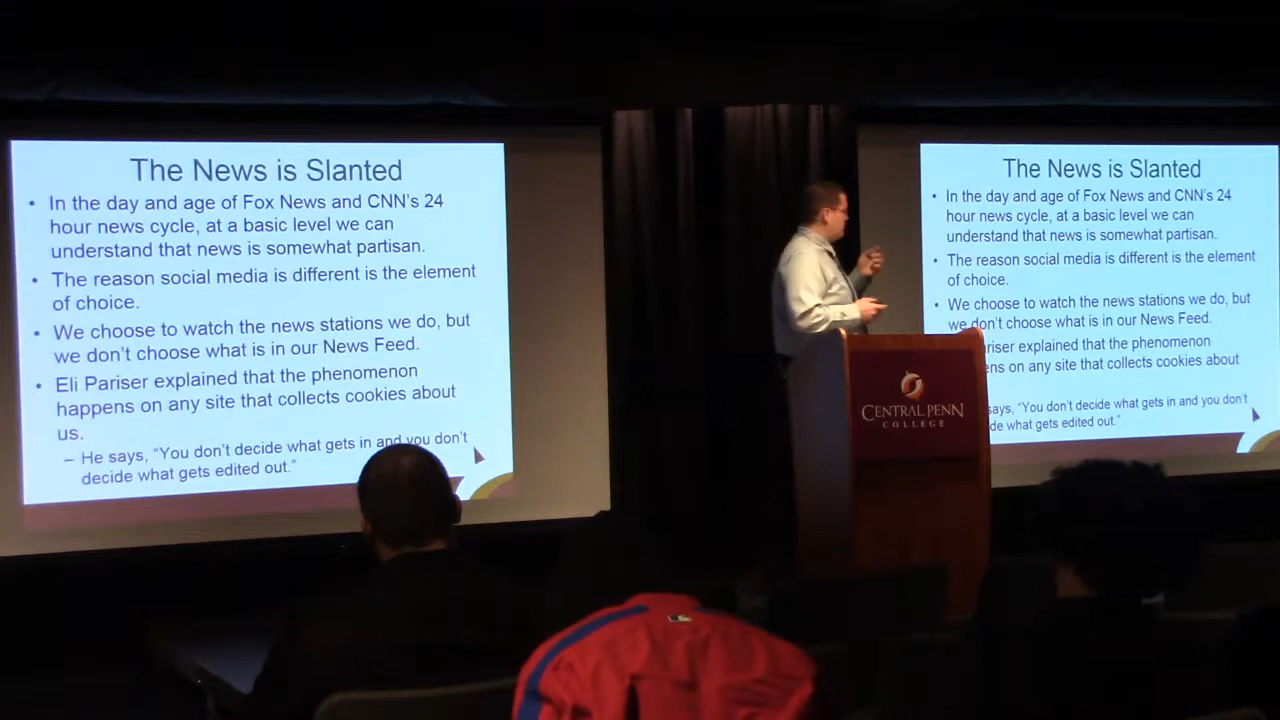 The News is Slanted
• In the day and age of Fox News and CNN's 24
hour news cycle, at a basic level we can
understand that news is somewhat partisan.
• The reason social media is different is the element
of choice.
• We choose to watch the news stations we do, but
we don't choose what is in our News Feed.
• Eli Pariser explained that the phenomenon
happens on any site that collects cookies about
us.
– He says, “You don't decide what gets in and you don't
decide what gets edited out.”
CENTRAL PENN
COLLEGE
The News is Slanted
• In the day and age of Fox News and CNN's 24
hour news cycle, at a basic level we can
understand that news is somewhat partisan.
• The reason social media is different is the element
of choice.
• We choose to watch the news stations we do, but
we don't choose what is in our News Feed.
ariser explained that the phenomenon
ens on any site that collects cookies about
says, “You don't decide what gets in and you don't
de what gets edited out.”